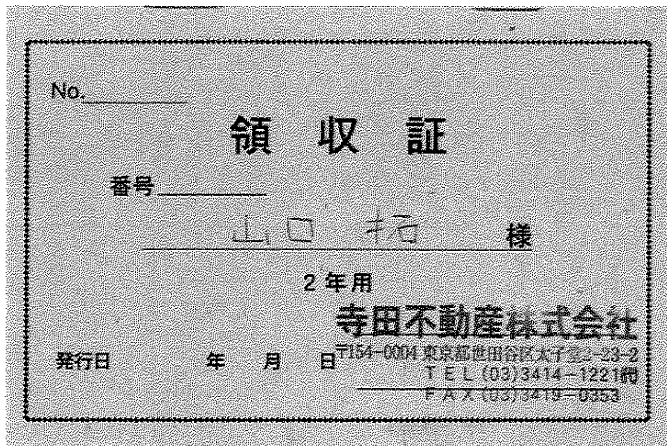 No.
領収証
番号
山口 拓 様
2年用
寺田不動産株式会社
発行日 年 月 日
〒154-0004 東京都世田谷区太子堂2-23-2
TEL(03)3414-1221㈹
FAX(03)3419-0353